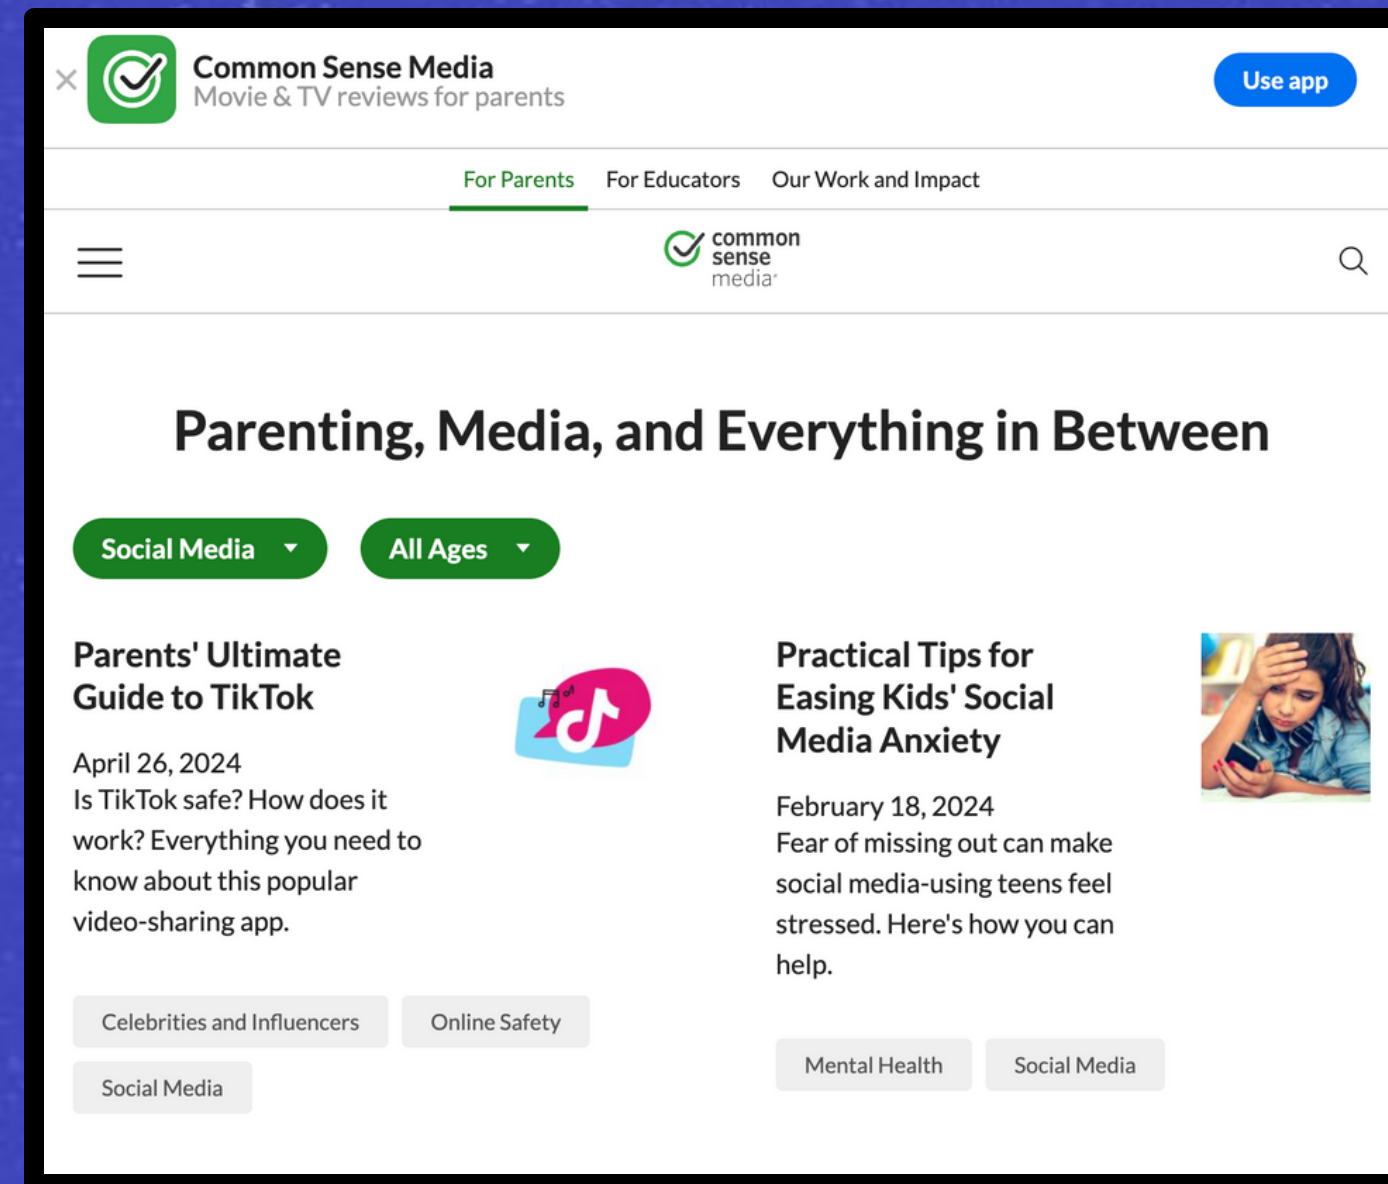 Common Sense Media
Movie & TV reviews for parents
Use app
For Parents
For Educators
Our Work and Impact
common
sense
media
Parenting, Media, and Everything in Between
Social Media
All Ages
Parents' Ultimate
Guide to TikTok
April 26, 2024
Is TikTok safe? How does it
work? Everything you need to
know about this popular
video-sharing app.
Celebrities and Influencers
Online Safety
Social Media
Practical Tips for
Easing Kids' Social
Media Anxiety
February 18, 2024
Fear of missing out can make
social media-using teens feel
stressed. Here's how you can
help.
Mental Health
Social Media